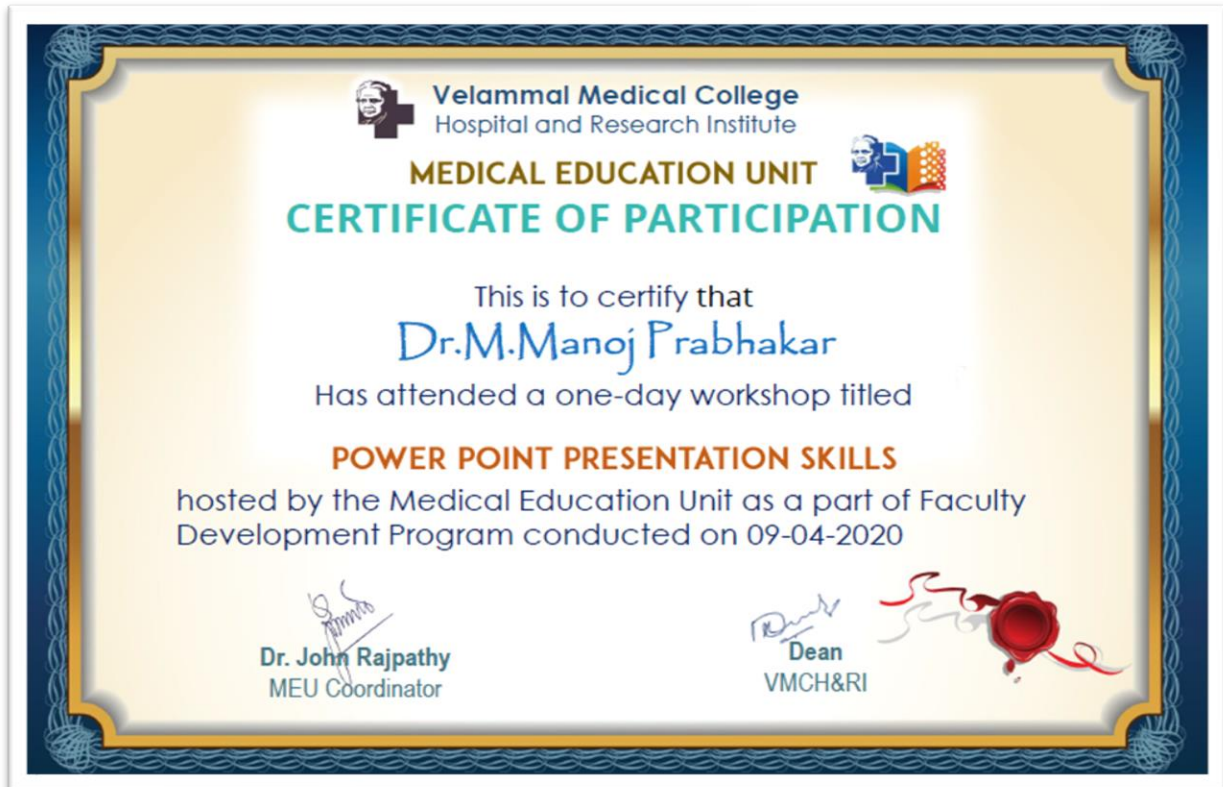 Velammal Medical College
Hospital and Research Institute
MEDICAL EDUCATION UNIT
CERTIFICATE OF PARTICIPATION
This is to certify that
Dr.M.Manoj Prabhakar
Has attended a one-day workshop titled
POWER POINT PRESENTATION SKILLS
hosted by the Medical Education Unit as a part of Faculty
Development Program conducted on 09-04-2020
Dr. John Rajpathy
MEU Coordinator
Dean
VMCH&RI